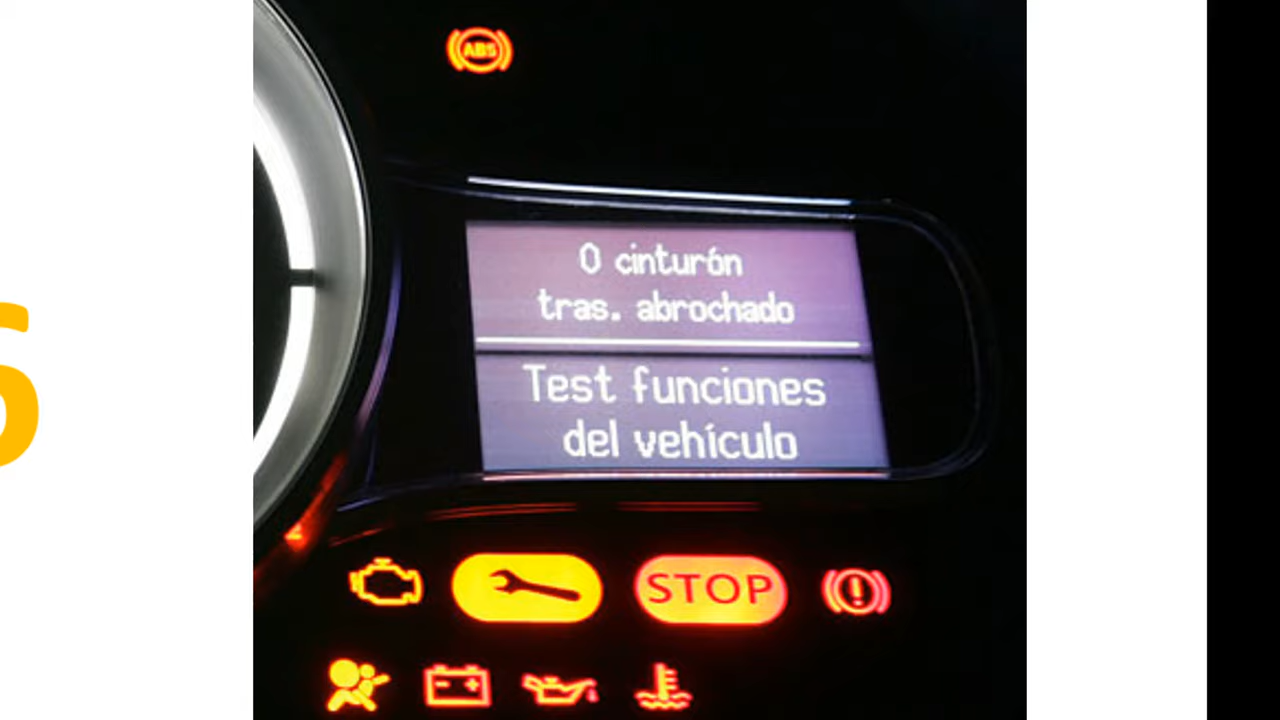 ABS
0 cinturón
tras. abrochado
Test funciones
del vehículo
STOP